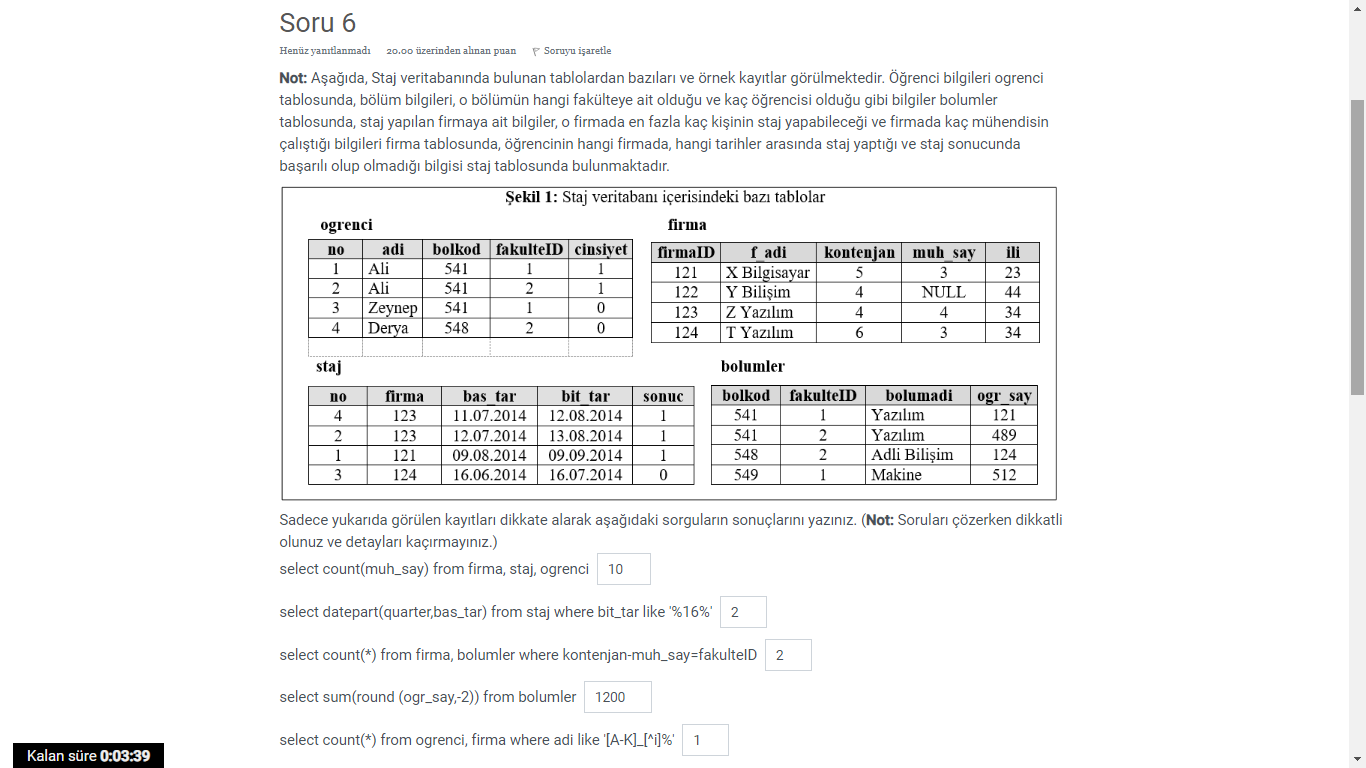 Soru 6
Henüz yanıtlanmadı 20.00 üzerinden alınan puan Soruyu işaretle
Not: Aşağıda, Staj veritabanında bulunan tablolardan bazıları ve örnek kayıtlar görülmektedir. Öğrenci bilgileri ogrenci
tablosunda, bölüm bilgileri, o bölümün hangi fakülteye ait olduğu ve kaç öğrencisi olduğu gibi bilgiler bolumler
tablosunda, staj yapılan firmaya ait bilgiler, o firmada en fazla kaç kişinin staj yapabileceği ve firmada kaç mühendisin
çalıştığı bilgileri firma tablosunda, öğrencinin hangi firmada, hangi tarihler arasında staj yaptığı ve staj sonucunda
başarılı olup olmadığı bilgisi staj tablosunda bulunmaktadır.
Şekil 1: Staj veritabanı içerisindeki bazı tablolar
ogrenci
no adi bolkod fakulteID cinsiyet
1 Ali 541 1 1
2 Ali 541 2 1
3 Zeynep 541 1 0
4 Derya 548 2 0
firma
firmaID f_adi kontenjan muh_say ili
121 X Bilgisayar 5 3 23
122 Y Bilişim 4 NULL 44
123 Z Yazılım 4 4 34
124 T Yazılım 6 3 34
staj
no firma bas_tar bit_tar sonuc
4 123 11.07.2014 12.08.2014 1
2 123 12.07.2014 13.08.2014 1
1 121 09.08.2014 09.09.2014 1
3 124 16.06.2014 16.07.2014 0
bolumler
bolkod fakulteID bolumadi ogr_say
541 1 Yazılım 121
541 2 Yazılım 489
548 2 Adli Bilişim 124
549 1 Makine 512
Sadece yukarıda görülen kayıtları dikkate alarak aşağıdaki sorguların sonuçlarını yazınız. (Not: Soruları çözerken dikkatli
olunuz ve detayları kaçırmayınız.)
select count(muh_say) from firma, staj, ogrenci 10
select datepart(quarter,bas_tar) from staj where bit_tar like '%16%' 2
select count(*) from firma, bolumler where kontenjan-muh_say=fakulteID 2
select sum(round (ogr_say,-2)) from bolumler 1200
select count(*) from ogrenci, firma where adi like '[A-K]_[^i]%' 1
Kalan süre 0:03:39